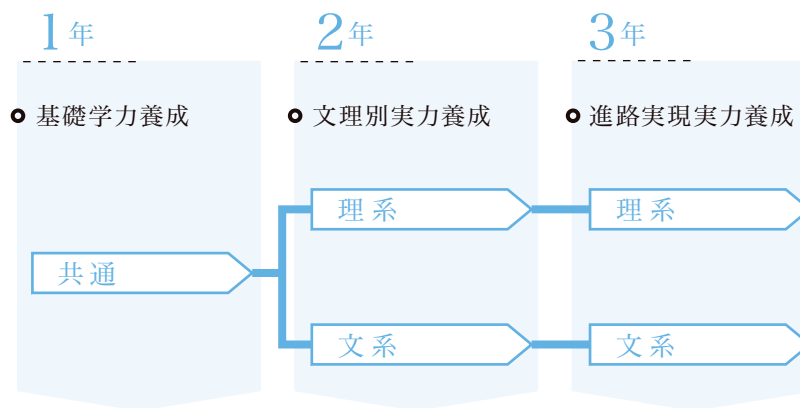 1年
2年
3年
基礎学力養成
文理別実力養成
進路実現実力養成
理系
理系
共通
文系
文系